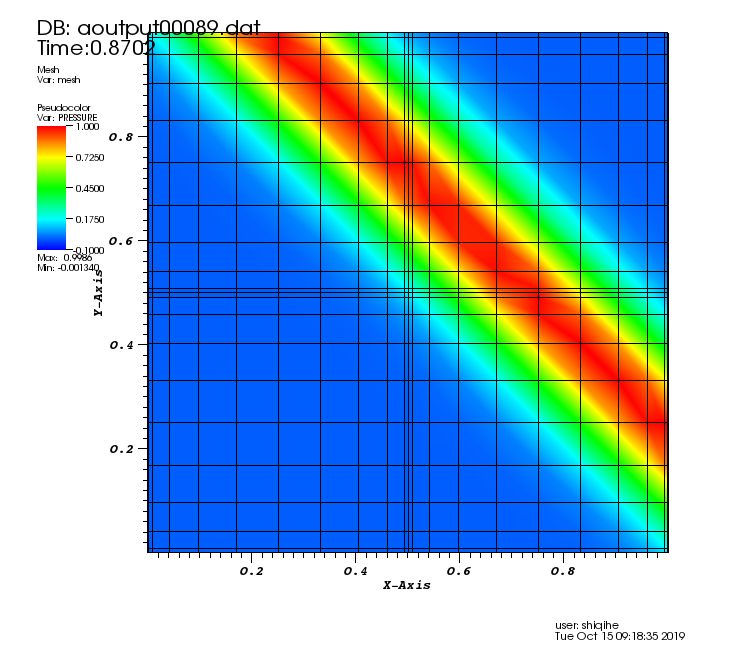 DB: aoutput00089.dat
Time:0.8702
Mesh
Var: mesh
Pseudocolor
Var: PRESSURE
1.000
0.7250
0.4500
0.1750
-0.1000
Max: 0.9986
Min: -0.001340
Y-Axis
0.8
0.6
0.4
0.2
0.2 0.4 0.6 0.8
X-Axis
user: shiqihe
Tue Oct 15 09:18:35 2019